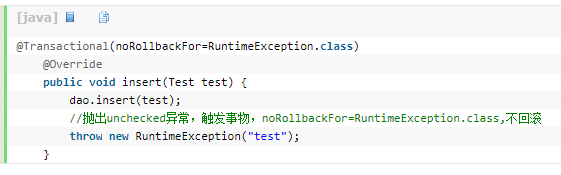 [java]
@Transactional(noRollbackFor=RuntimeException.class)
@Override
public void insert(Test test) {
dao.insert(test);
//抛出unchecked异常，触发事物，noRollbackFor=RuntimeException.class,不回滚
throw new RuntimeException("test");
}